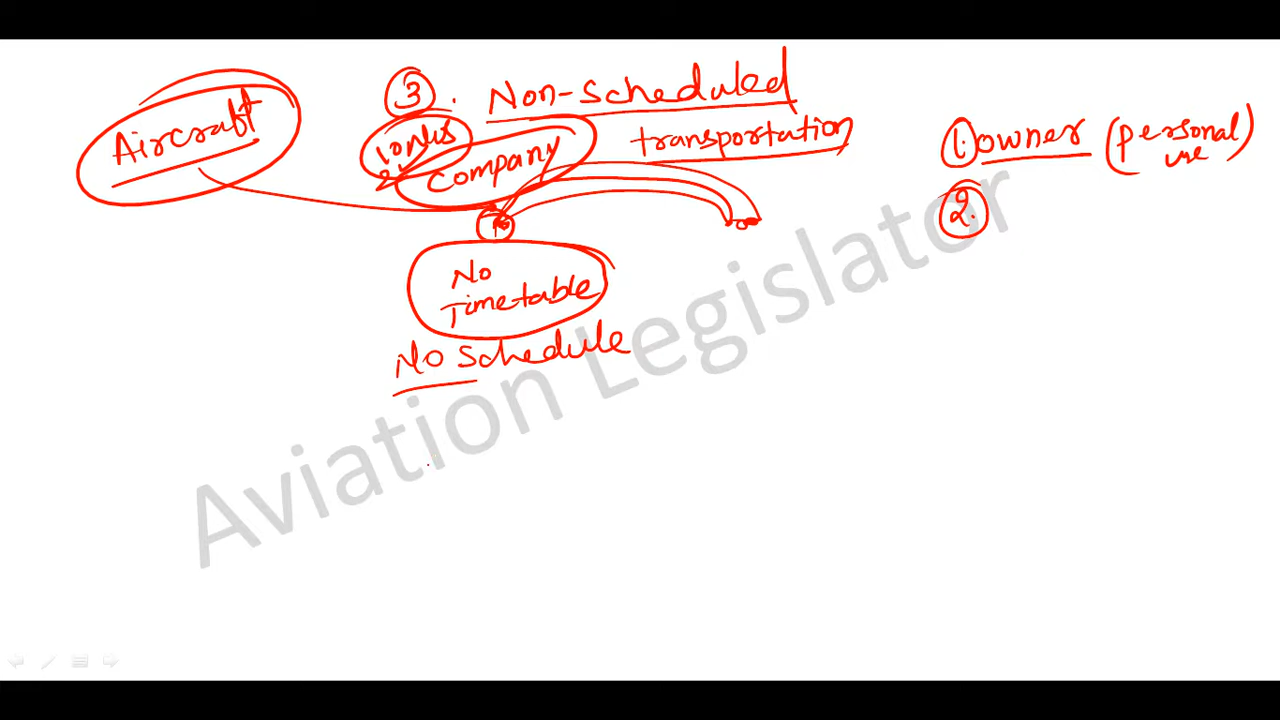 Aircraft
3. Non-scheduled
transportation
company
No
Timetable
No schedule
1. owner (personal
use)
2.
Aviation Legislator